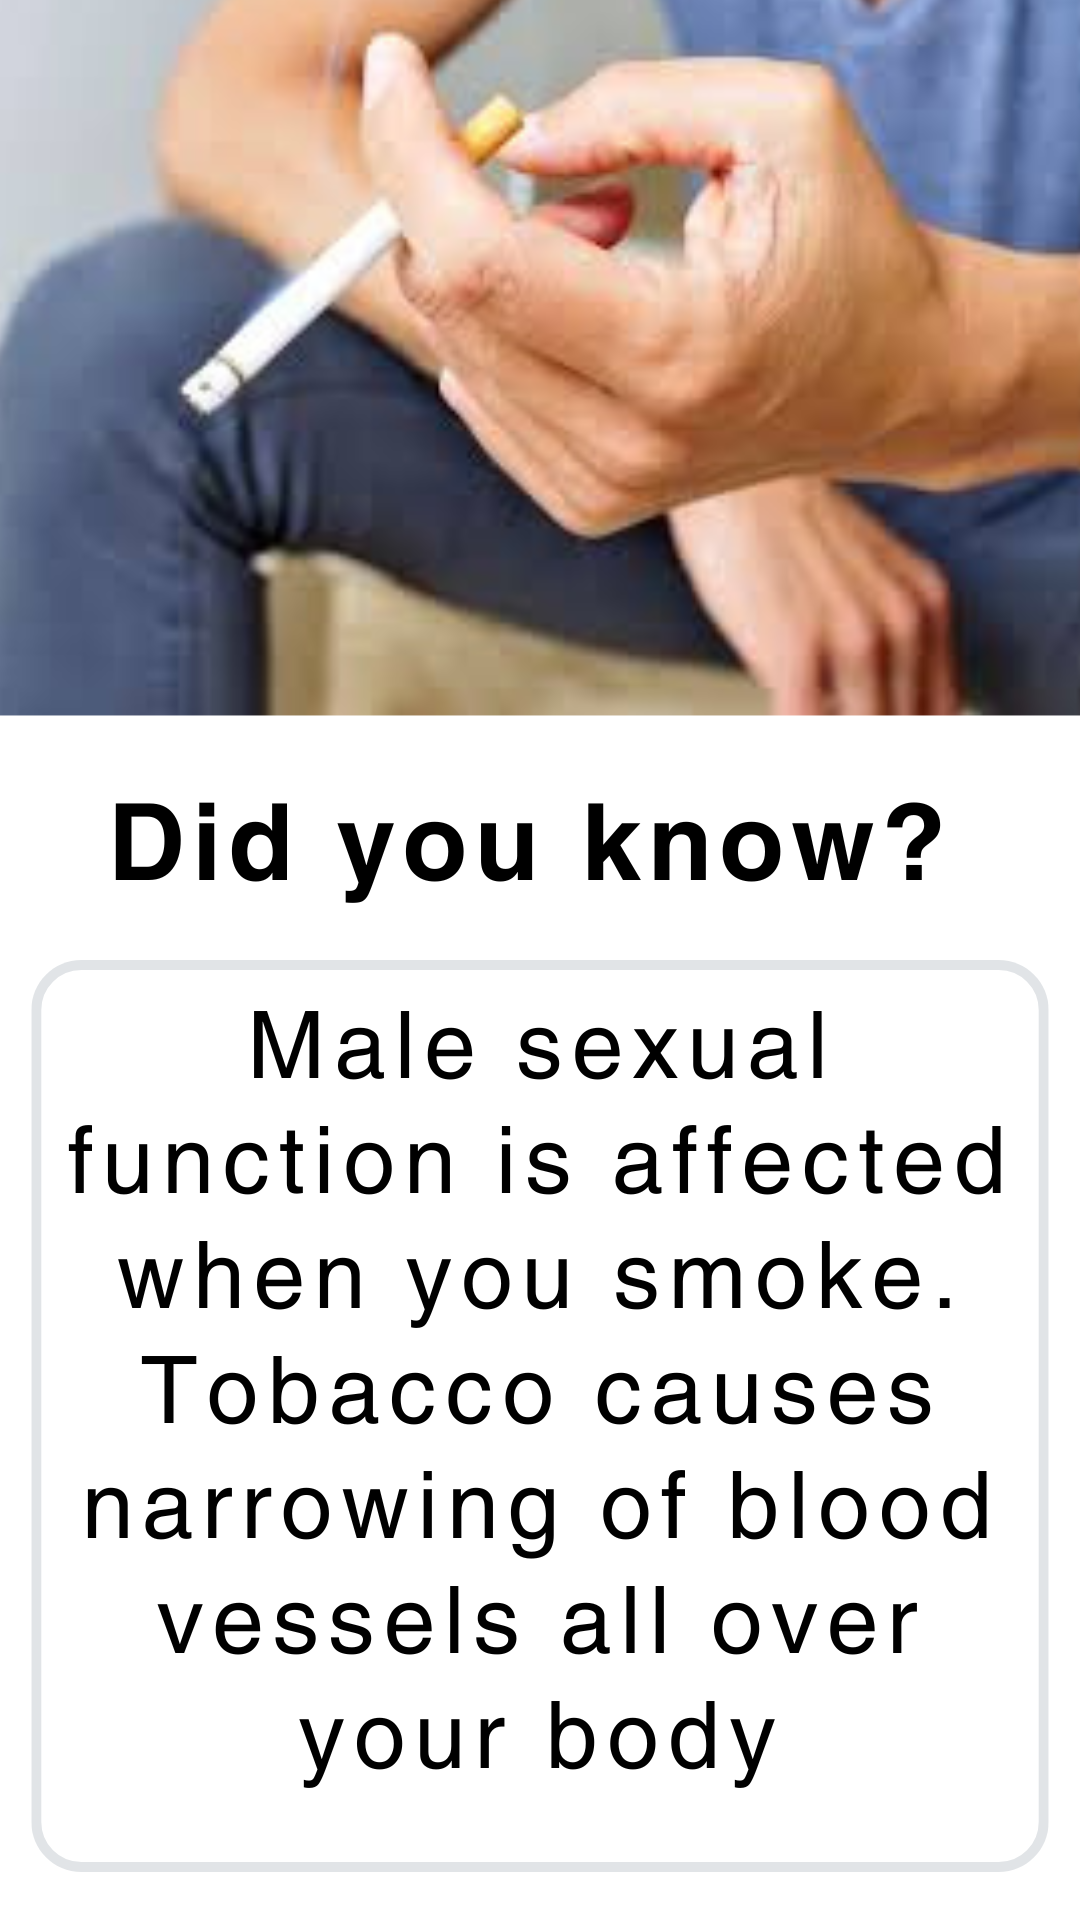 Did you know?
Male sexual
function is affected
when you smoke.
Tobacco causes
narrowing of blood
vessels all over
your body